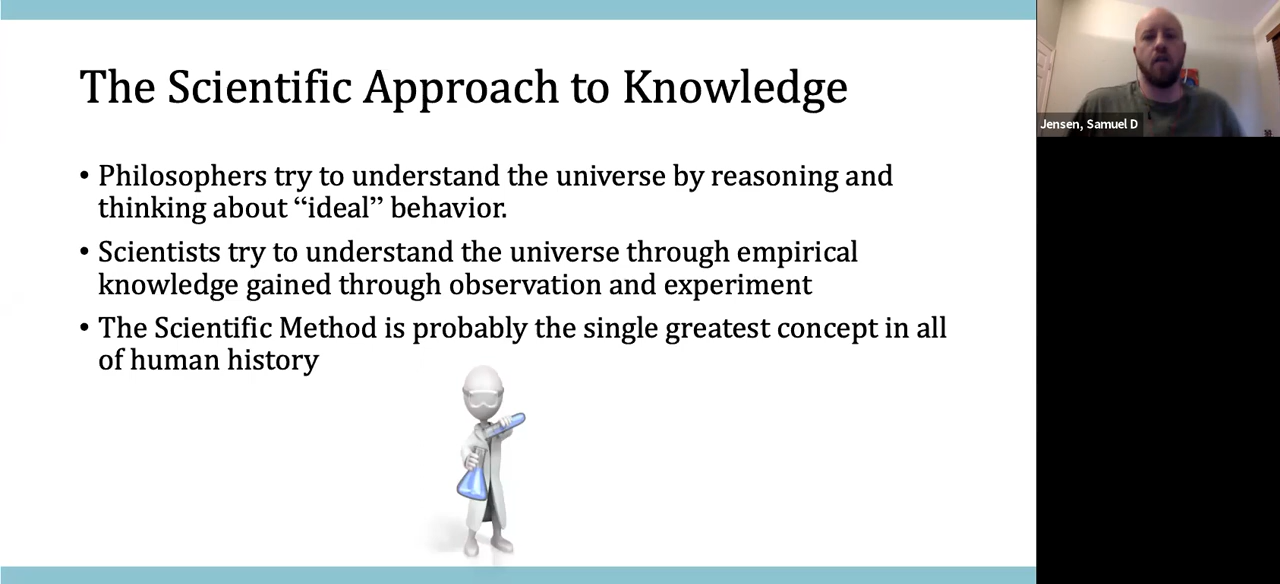 The Scientific Approach to Knowledge
• Philosophers try to understand the universe by reasoning and
thinking about “ideal” behavior.
• Scientists try to understand the universe through empirical
knowledge gained through observation and experiment
• The Scientific Method is probably the single greatest concept in all
of human history
Jensen, Samuel D